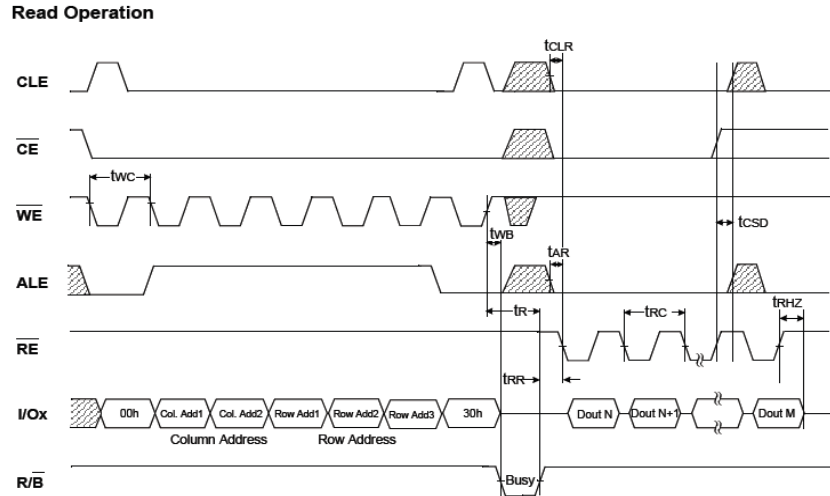 Read Operation
tCLR
CLE
CE
tWC
WE
tWB
tCSD
tAR
ALE
tR
tRC
tRHZ
RE
tRR
I/Ox
00h
Col. Add1
Col. Add2
Row Add1
Row Add2
Row Add3
30h
Dout N
Dout N+1
Dout M
Column Address
Row Address
R/B
Busy